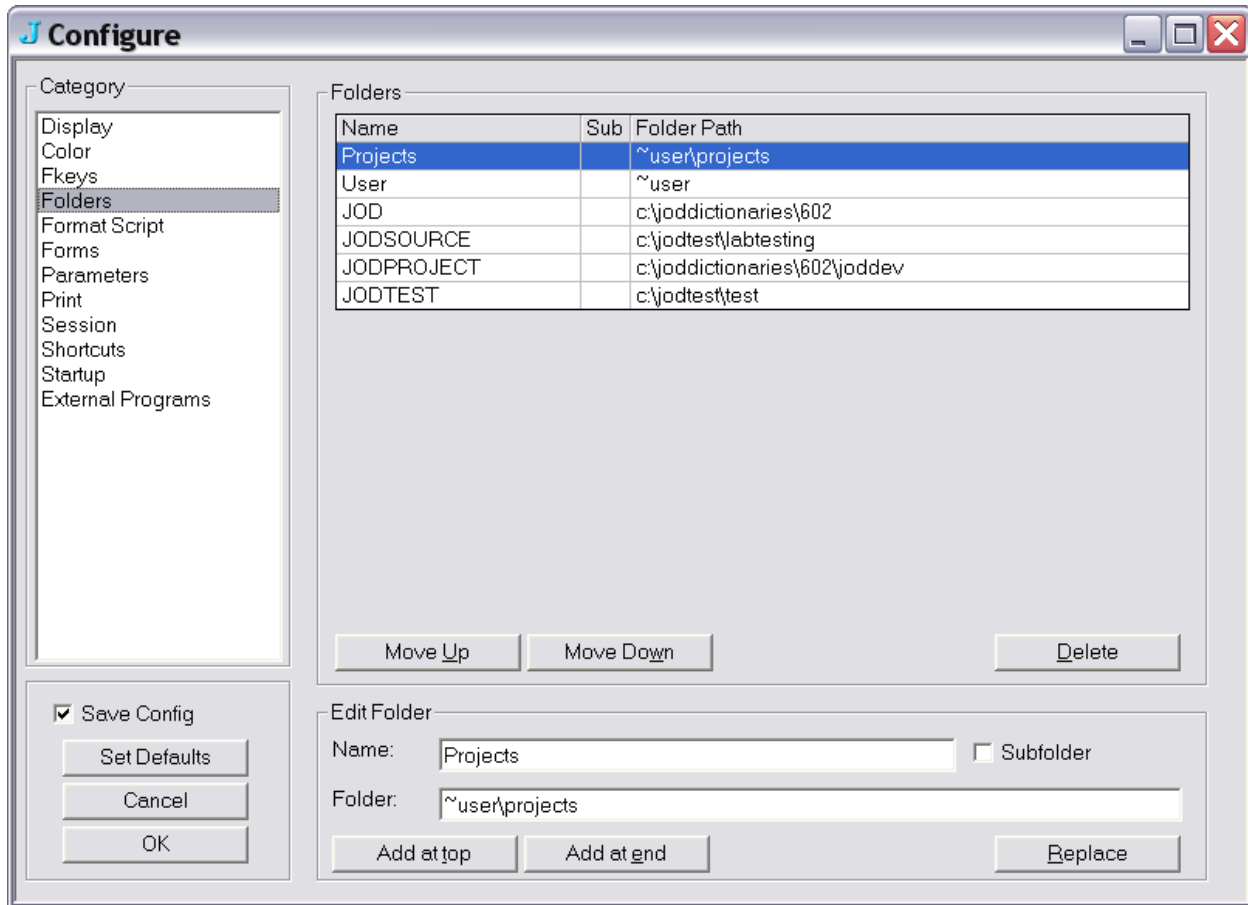 J Configure
Category
Display
Color
Fkeys
Folders
Format Script
Forms
Parameters
Print
Session
Shortcuts
Startup
External Programs
Folders
Name Sub Folder Path
Projects ~user\projects
User ~user
JOD c:\joddictionaries\602
JODSOURCE c:\jodtest\labtesting
JODPROJECT c:\joddictionaries\602\joddev
JODTEST c:\jodtest\test
Move Up Move Down Delete
Save Config
Set Defaults
Cancel
OK
Edit Folder
Name: Projects Subfolder
Folder: ~user\projects
Add at top Add at end Replace